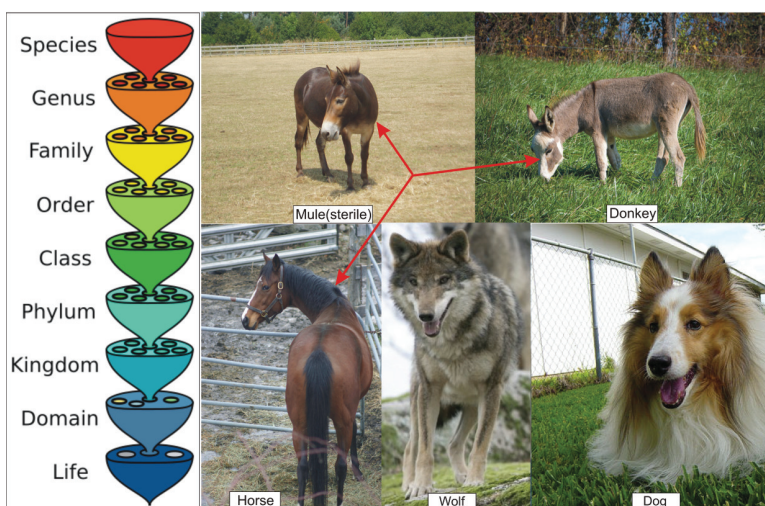 Species
Genus
Family
Order
Class
Phylum
Kingdom
Domain
Life
Mule(sterile)
Donkey
Horse
Wolf
Dog